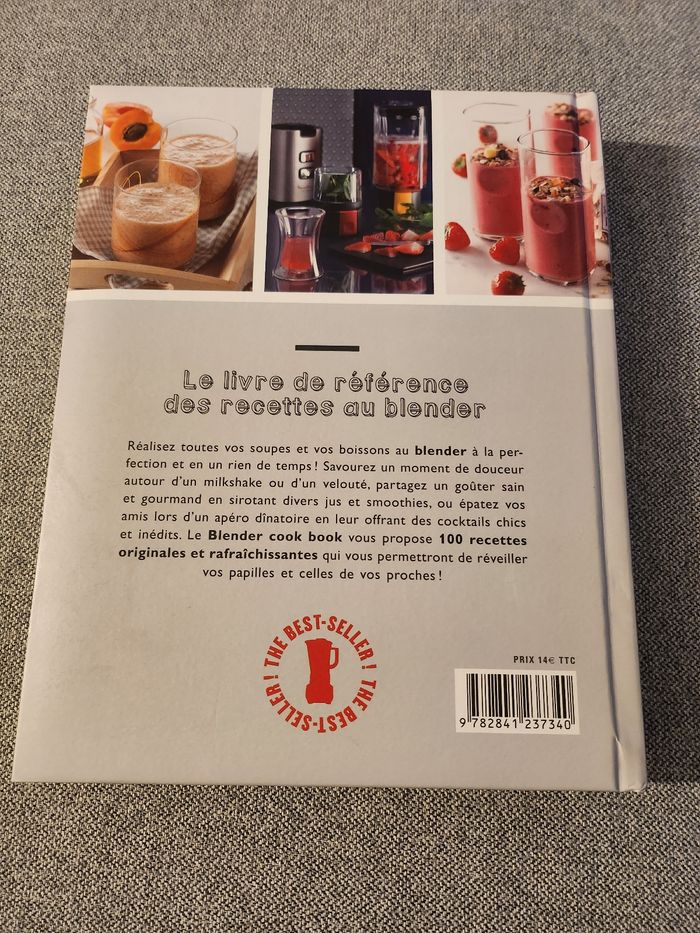 Le livre de référence
des recettes au blender
Réalisez toutes vos soupes et vos boissons au blender à la per-
fection et en un rien de temps ! Savourez un moment de douceur
autour d'un milkshake ou d'un velouté, partagez un goûter sain
et gourmand en sirotant divers jus et smoothies, ou épatez vos
amis lors d'un apéro dînatoire en leur offrant des cocktails chics
et inédits. Le Blender cook book vous propose 100 recettes
originales et rafraîchissantes qui vous permettront de réveiller
vos papilles et celles de vos proches !
THE BEST-SELLER ! THE BEST-SELLER !
PRIX 14€ TTC
9 782841 237340